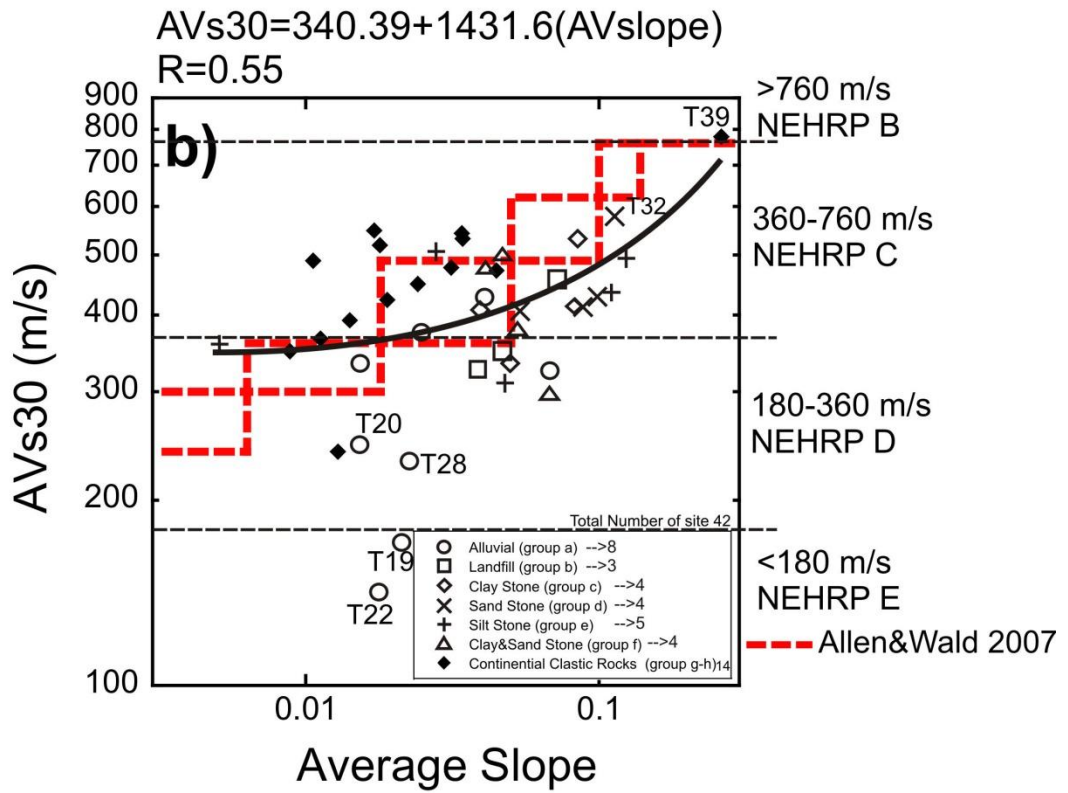 AVs30=340.39+1431.6(AVslope)
R=0.55
b)
900
800
700
600
500
400
300
200
100
AVs30 (m/s)
0.01
0.1
Average Slope
T39
T32
T20
T28
T19
T22
>760 m/s
NEHRP B
360-760 m/s
NEHRP C
180-360 m/s
NEHRP D
<180 m/s
NEHRP E
Allen&Wald 2007
Total Number of site 42
Alluvial (group a) -->8
Landfill (group b) -->3
Clay Stone (group c) -->4
Sand Stone (group d) -->4
Silt Stone (group e) -->5
Clay&Sand Stone (group f) -->4
Continential Clastic Rocks (group g-h)14